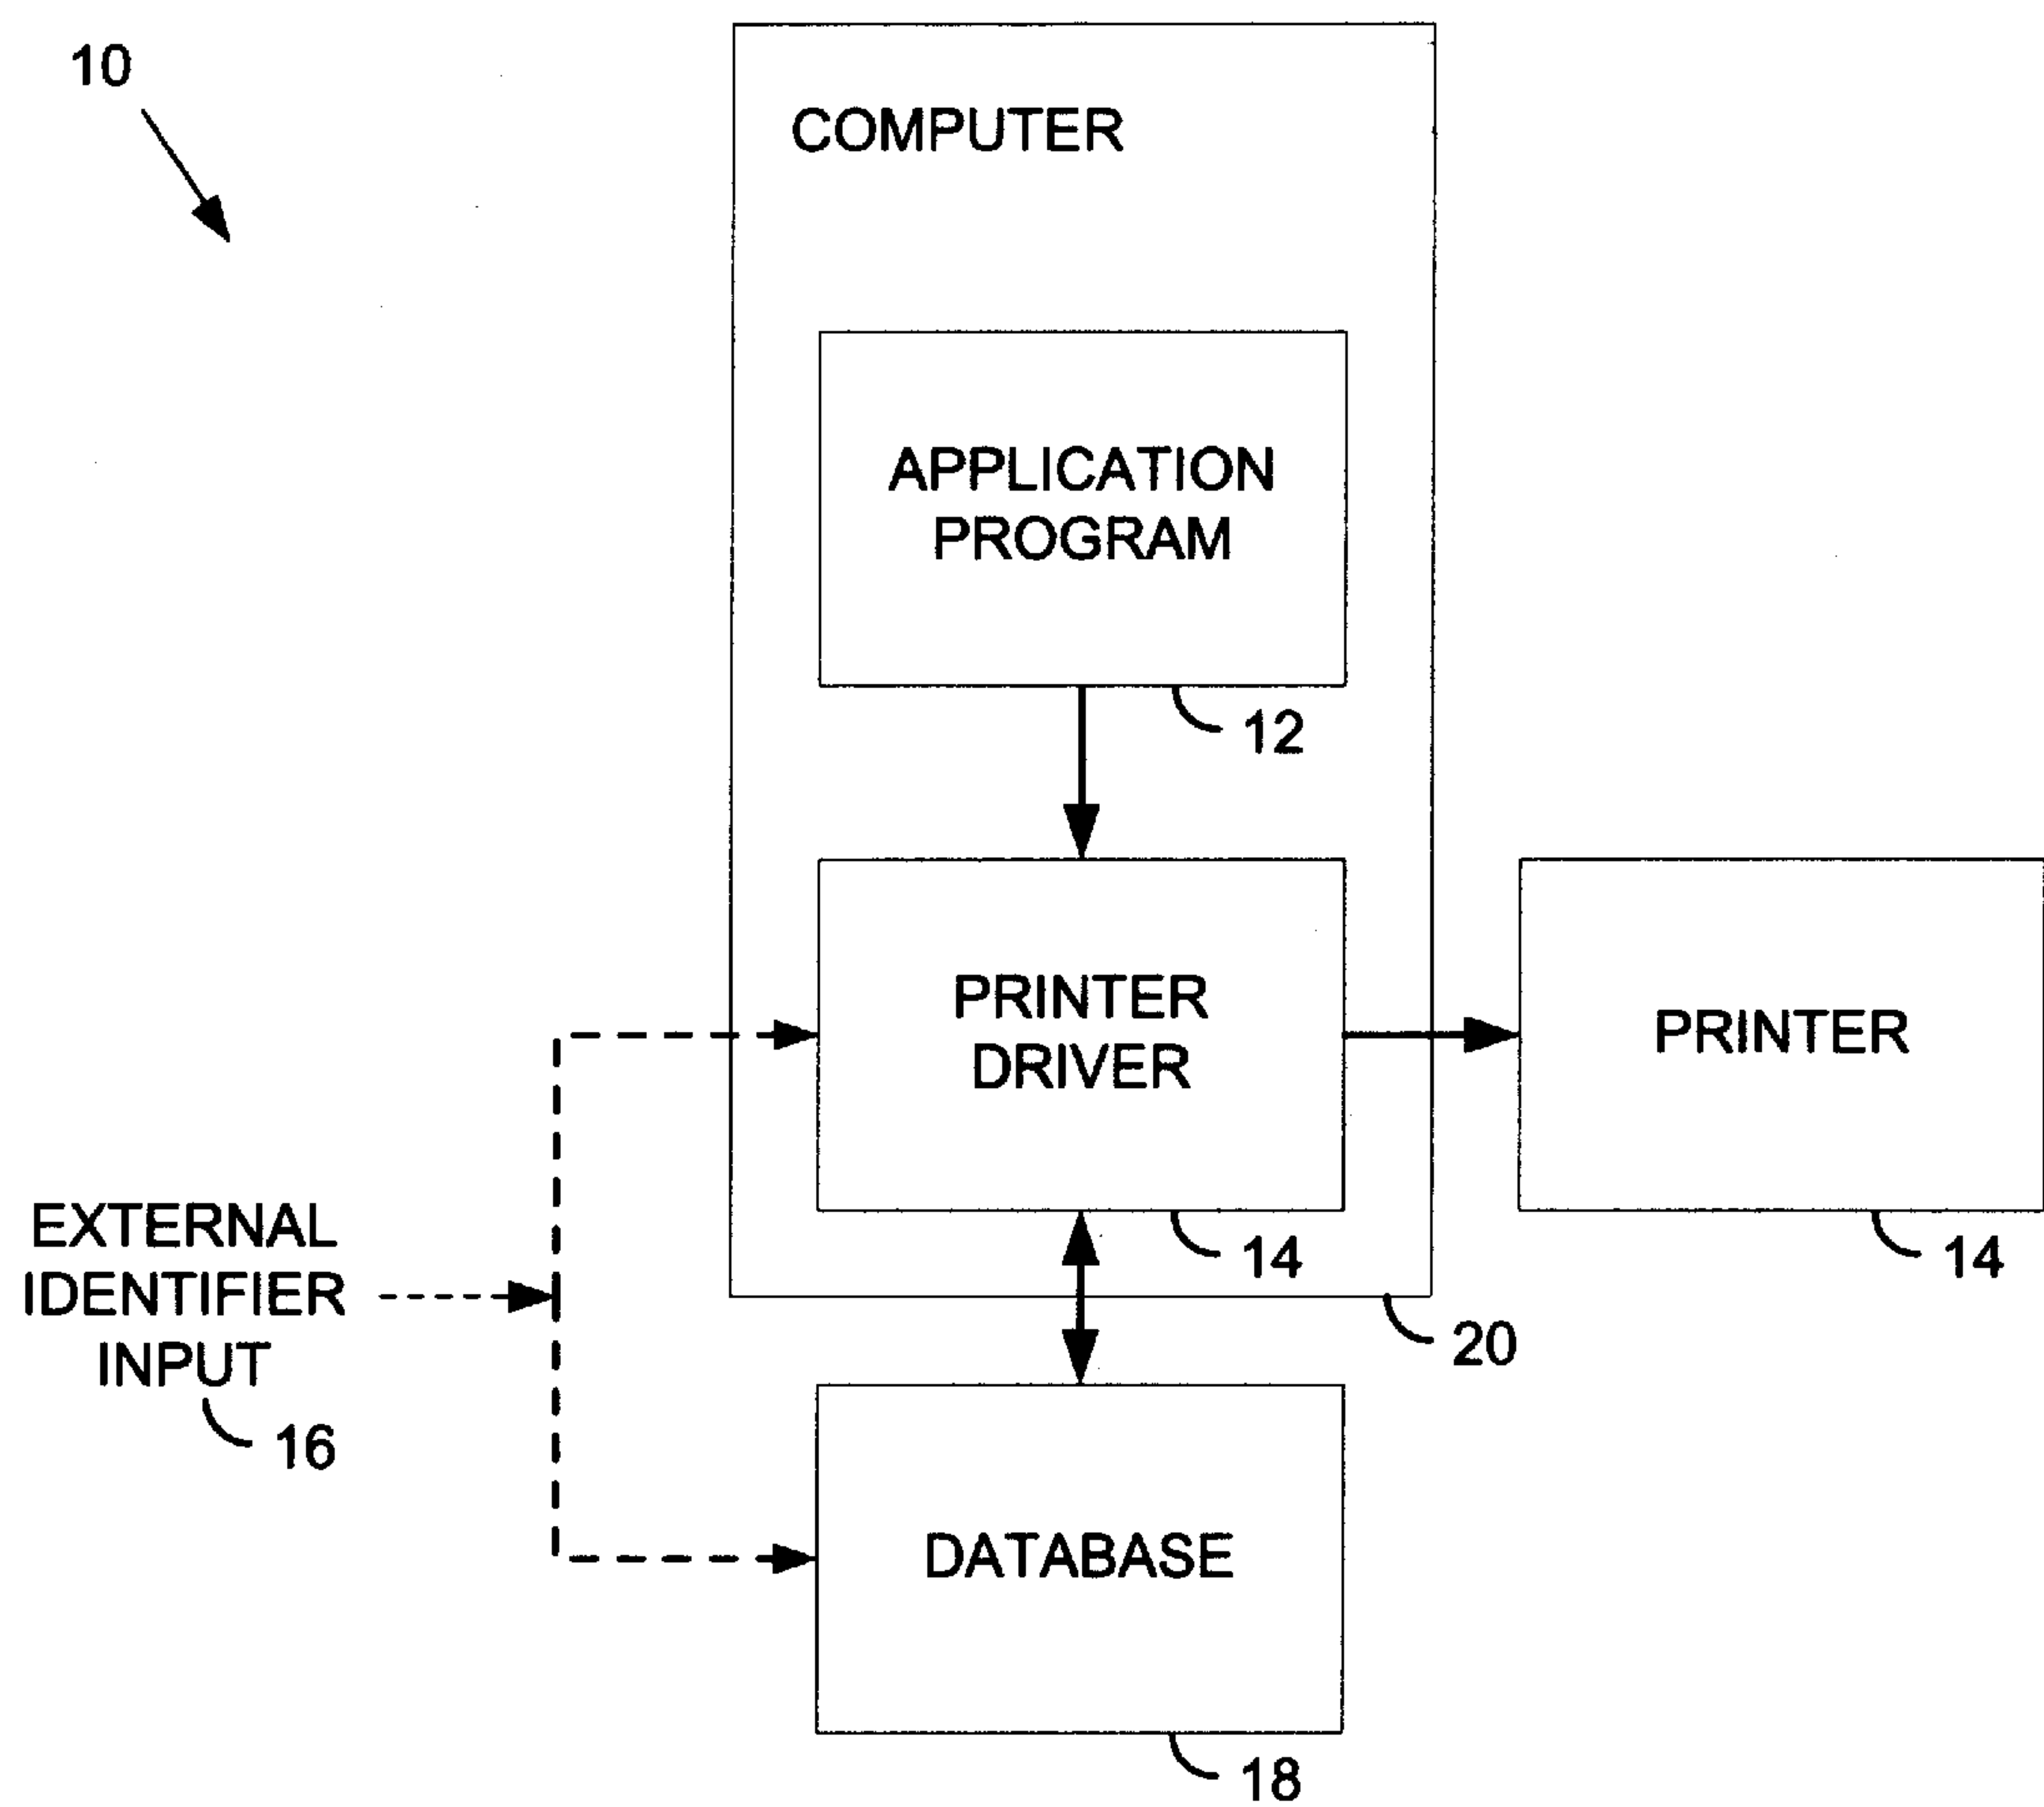 10
COMPUTER
APPLICATION
PROGRAM
12
PRINTER
DRIVER
14
PRINTER
14
EXTERNAL
IDENTIFIER
INPUT
16
20
DATABASE
18